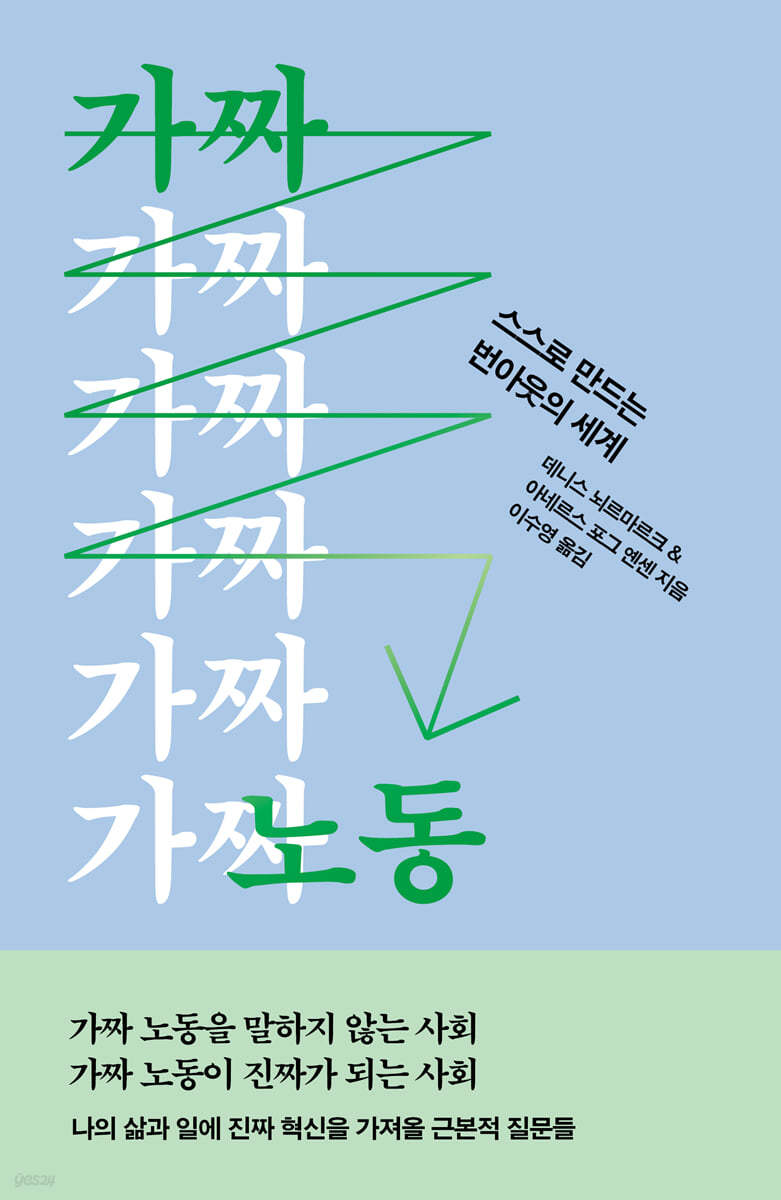 가짜
가짜
가짜
가짜
가짜
가짜 노동
스스로 만드는
번아웃의 세계
데니스 뇌르마르크 &
아네르스 포그 옌센 지음
이수영 옮김
가짜 노동을 말하지 않는 사회
가짜 노동이 진짜가 되는 사회
나의 삶과 일에 진짜 혁신을 가져올 근본적 질문들
yes24